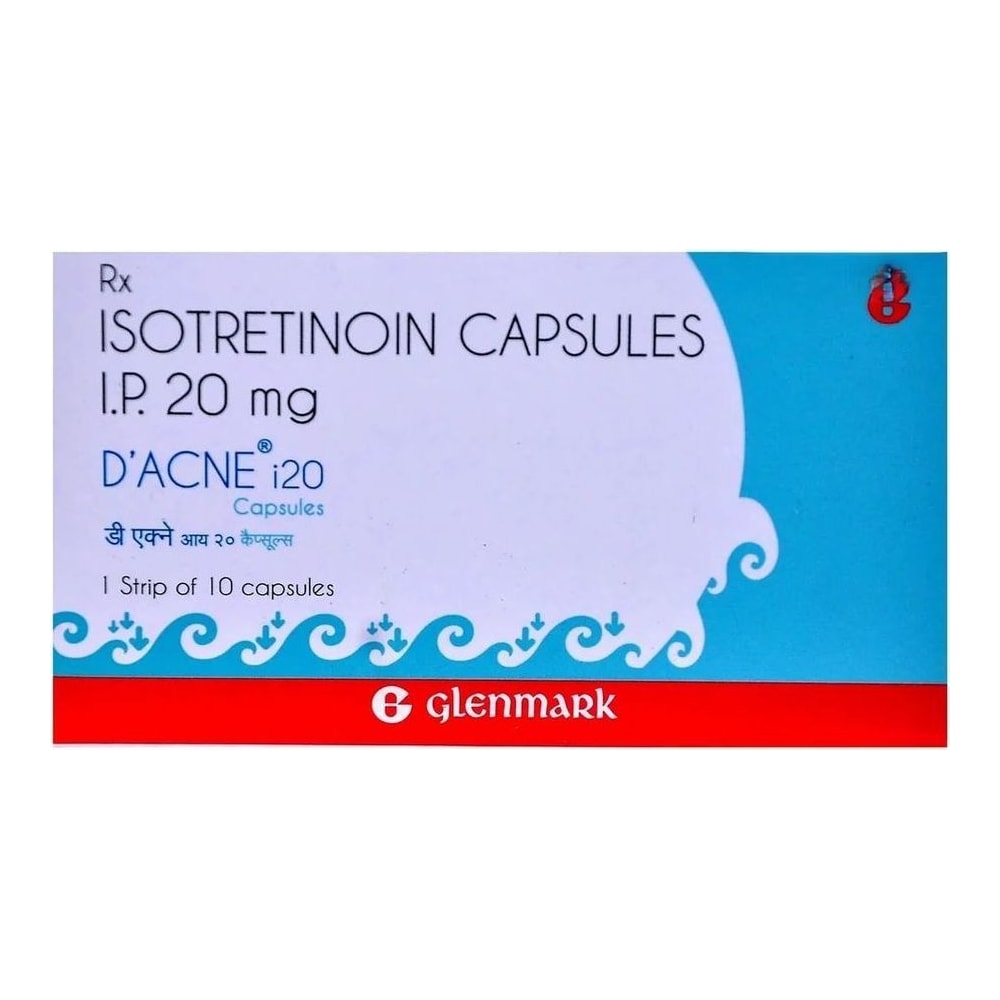 Rx
ISOTRETINOIN CAPSULES
I.P. 20 mg
D'ACNE® i20
Capsules
डी एक्ने आय २० कैप्सूल्स
1 Strip of 10 capsules
G glenmark